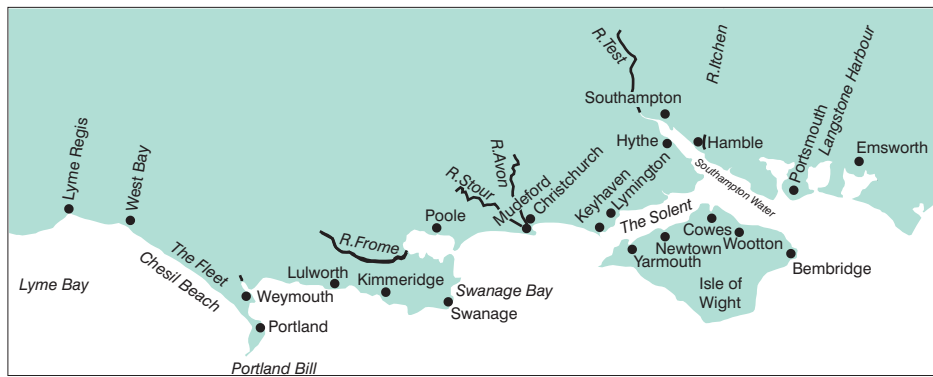 R.Test
R.Itchen
Langstone Harbour
Southampton
Portsmouth
Hythe
Hamble
Emsworth
Southampton Water
Lyme Regis
West Bay
R.Avon
R.Stour
Mudeford
Christchurch
Keyhaven
Lymington
Poole
The Solent
R.Frome
Cowes
Wootton
Newtown
Yarmouth
Bembridge
The Fleet
Chesil Beach
Lulworth
Kimmeridge
Lyme Bay
Weymouth
Swanage Bay
Swanage
Isle of
Wight
Portland
Portland Bill